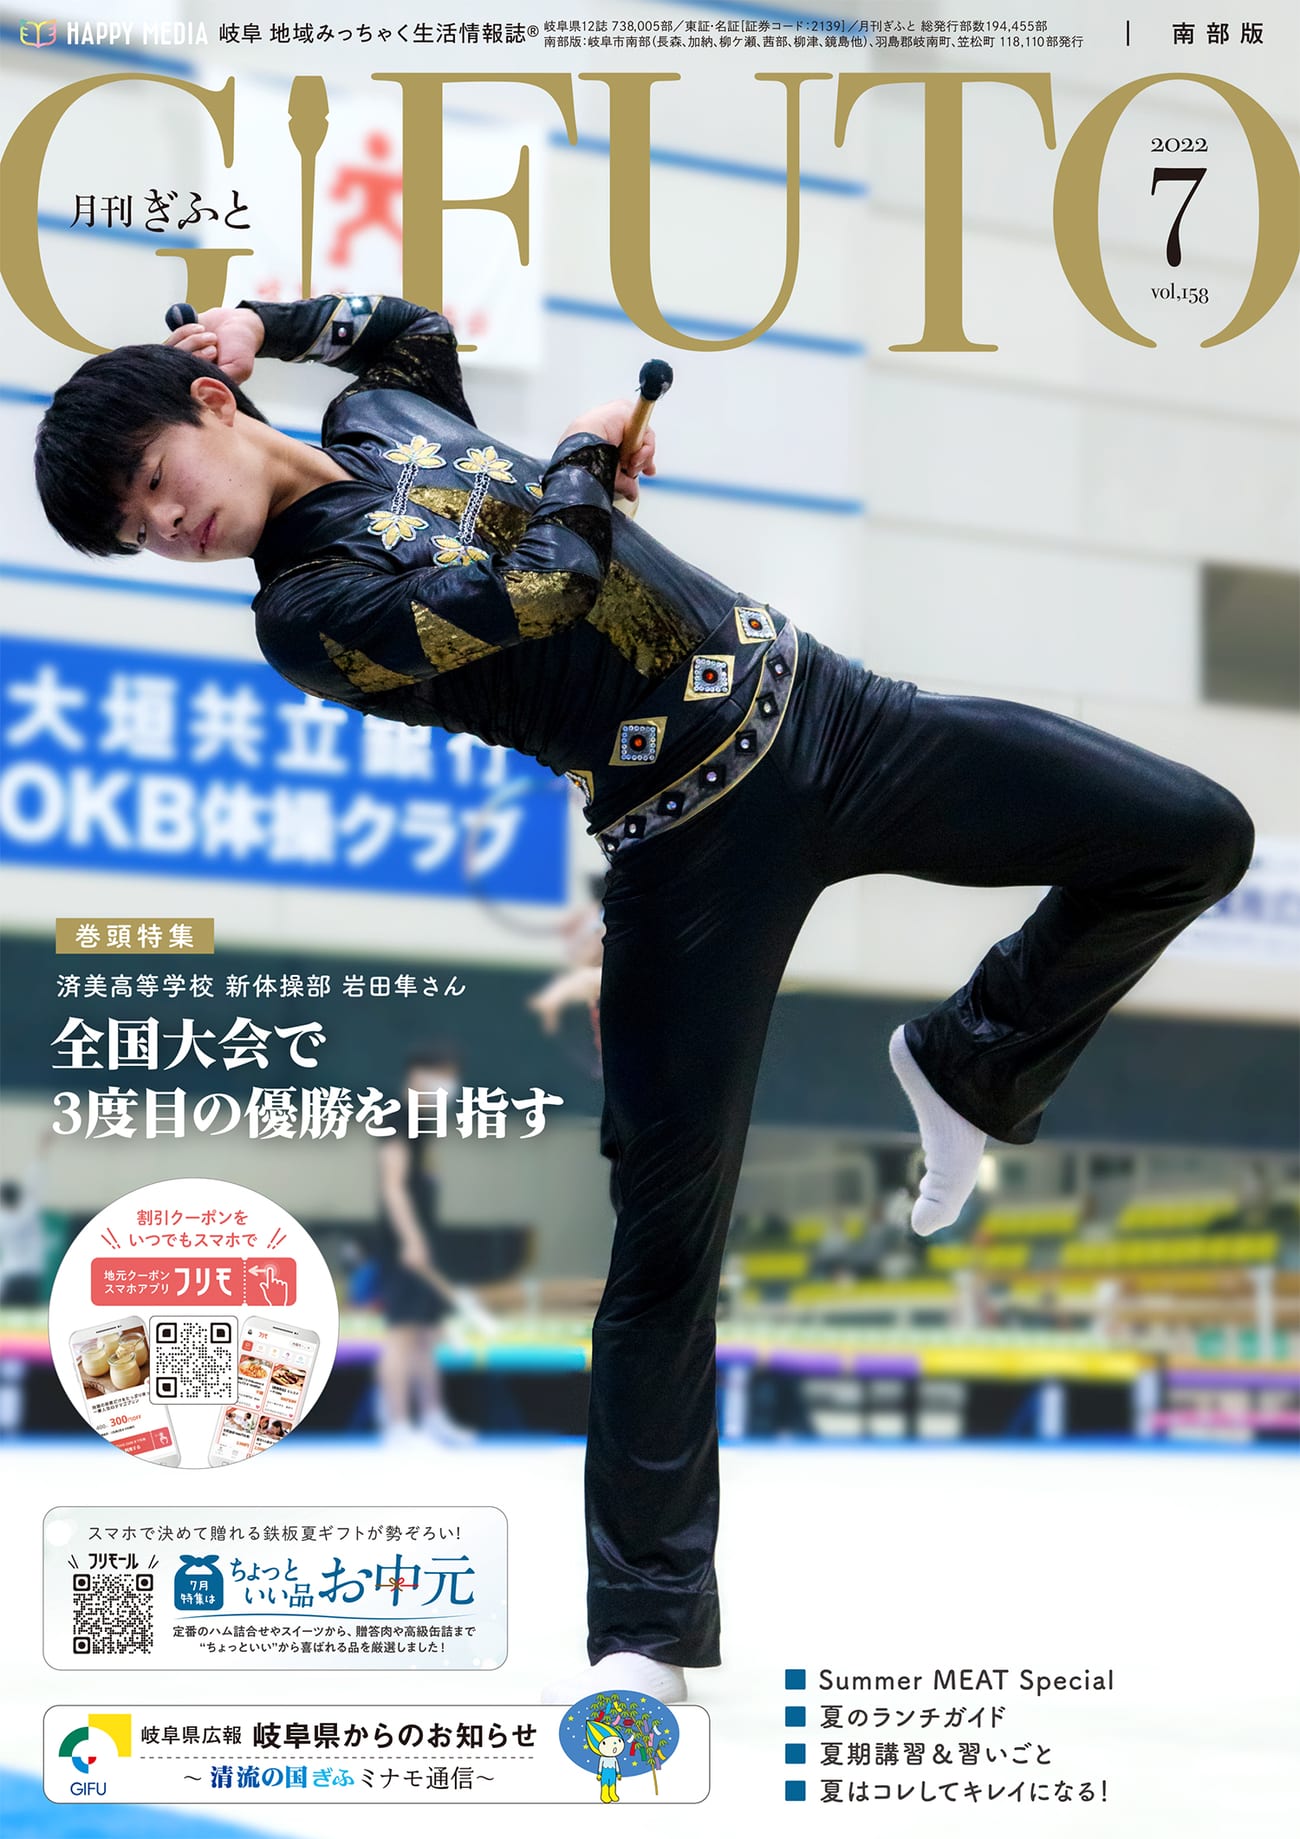 HAPPY MEDIA 岐阜 地域みっちゃく生活情報誌®
岐阜県12誌 738,005部／東証・名証[証券コード:2139]／月刊ぎふと 総発行部数194,455部
南部版:岐阜市南部(長森、加納、柳ケ瀬、茜部、柳津、鏡島他)、羽島郡岐南町、笠松町 118,110部発行
南部版
GIFUTO
月刊ぎふと
2022
7
vol,158
大垣共立銀行
OKB体操クラブ
巻頭特集
済美高等学校 新体操部 岩田隼さん
全国大会で
3度目の優勝を目指す
割引クーポンを
いつでもスマホで
地元クーポン
スマホアプリ フリモ
300円OFF
スマホで決めて贈れる鉄板夏ギフトが勢ぞろい!
フリモール
7月
特集は
ちょっと
いい品
お中元
定番のハム詰合せやスイーツから、贈答肉や高級缶詰まで
“ちょっといい”から喜ばれる品を厳選しました!
GIFU
岐阜県広報 岐阜県からのお知らせ
～清流の国ぎふ ミナモ通信～
Summer MEAT Special
夏のランチガイド
夏期講習＆習いごと
夏はコレしてキレイになる!